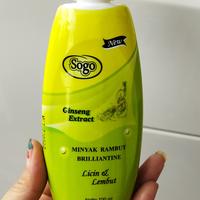 New
Sogo
Ginseng
Extract
MINYAK RAMBUT
BRILLIANTINE
Licin &
Lembut